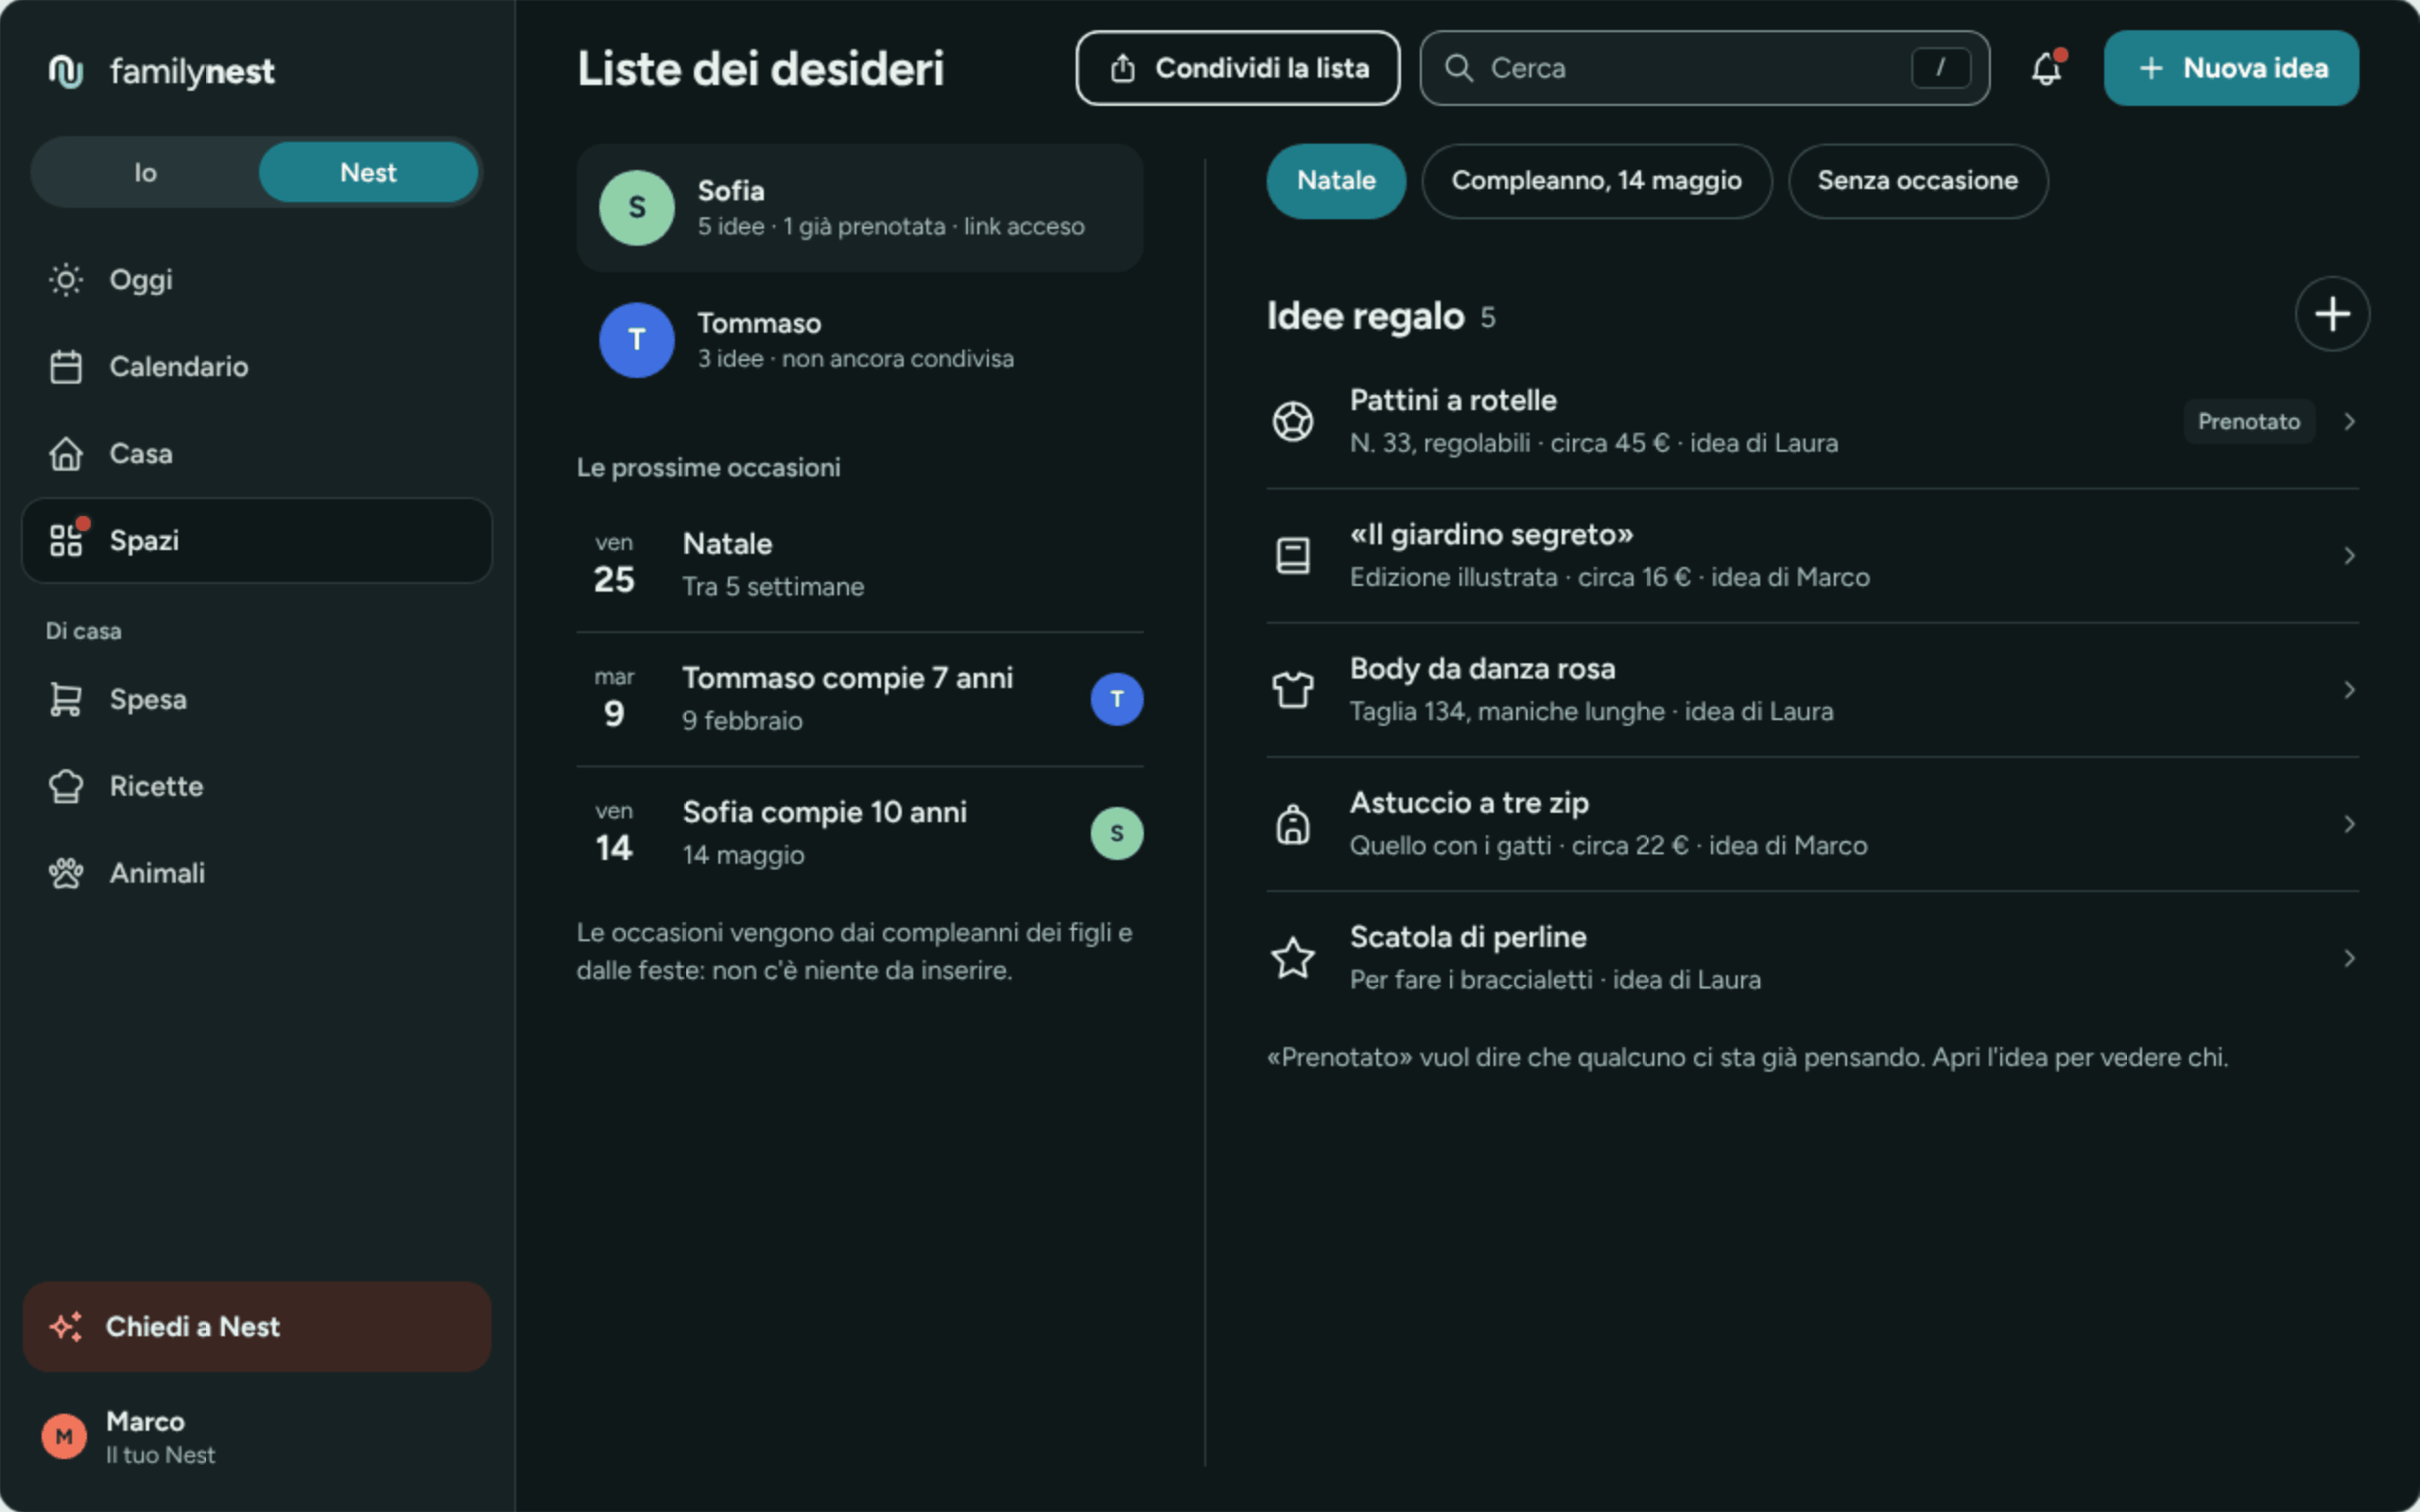 familynest
Io
Nest
Oggi
Calendario
Casa
Spazi
Di casa
Spesa
Ricette
Animali
Chiedi a Nest
M
Marco
Il tuo Nest
Liste dei desideri
Condividi la lista
Cerca
/
Nuova idea
S
Sofia
5 idee · 1 già prenotata · link acceso
T
Tommaso
3 idee · non ancora condivisa
Le prossime occasioni
ven
25
Natale
Tra 5 settimane
mar
9
Tommaso compie 7 anni
9 febbraio
T
ven
14
Sofia compie 10 anni
14 maggio
S
Le occasioni vengono dai compleanni dei figli e
dalle feste: non c'è niente da inserire.
Natale
Compleanno, 14 maggio
Senza occasione
Idee regalo 5
Pattini a rotelle
N. 33, regolabili · circa 45 € · idea di Laura
Prenotato
«Il giardino segreto»
Edizione illustrata · circa 16 € · idea di Marco
Body da danza rosa
Taglia 134, maniche lunghe · idea di Laura
Astuccio a tre zip
Quello con i gatti · circa 22 € · idea di Marco
Scatola di perline
Per fare i braccialetti · idea di Laura
«Prenotato» vuol dire che qualcuno ci sta già pensando. Apri l'idea per vedere chi.